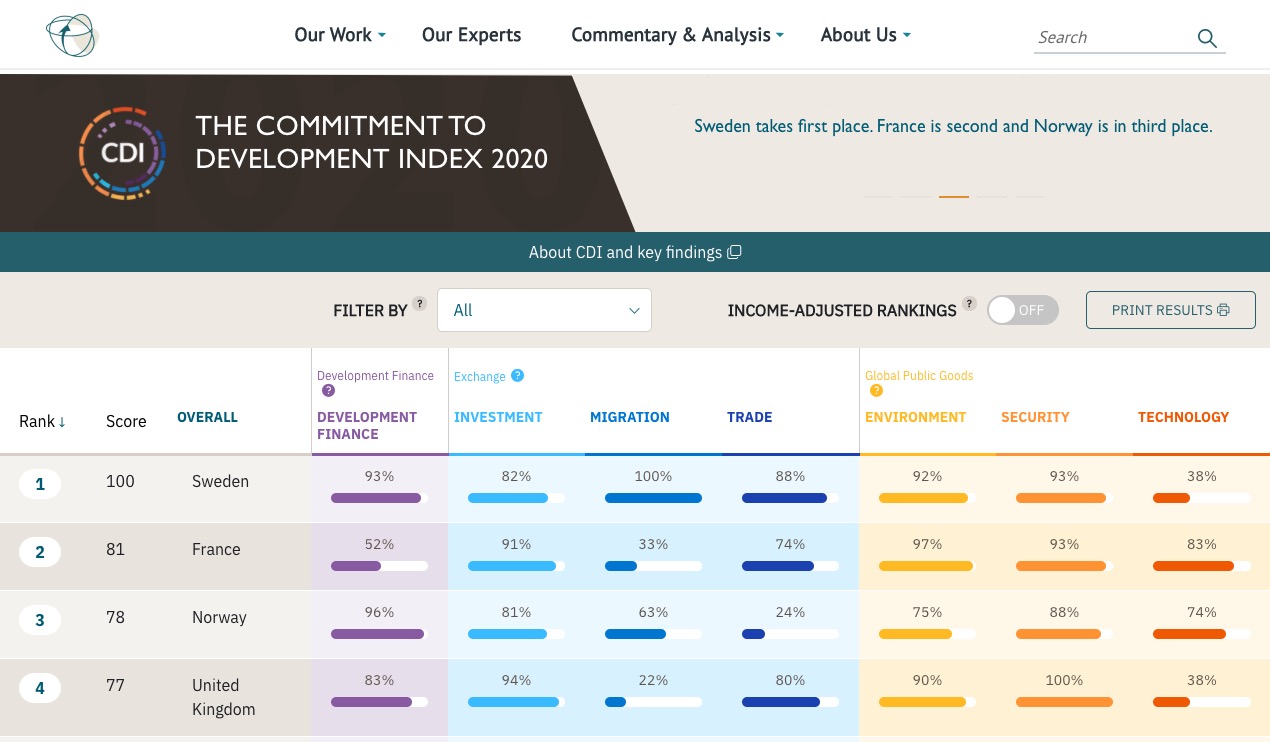 Our Work
Our Experts
Commentary & Analysis
About Us
Search
CDI
THE COMMITMENT TO
DEVELOPMENT INDEX 2020
Sweden takes first place. France is second and Norway is in third place.
About CDI and key findings
FILTER BY ?
All
INCOME-ADJUSTED RANKINGS ?
OFF
PRINT RESULTS
Development Finance
?
Exchange ?
Global Public Goods
?
Rank ↓ Score OVERALL DEVELOPMENT
FINANCE
INVESTMENT MIGRATION TRADE ENVIRONMENT SECURITY TECHNOLOGY
1 100 Sweden 93% 82% 100% 88% 92% 93% 38%
2 81 France 52% 91% 33% 74% 97% 93% 83%
3 78 Norway 96% 81% 63% 24% 75% 88% 74%
4 77 United
Kingdom
83% 94% 22% 80% 90% 100% 38%